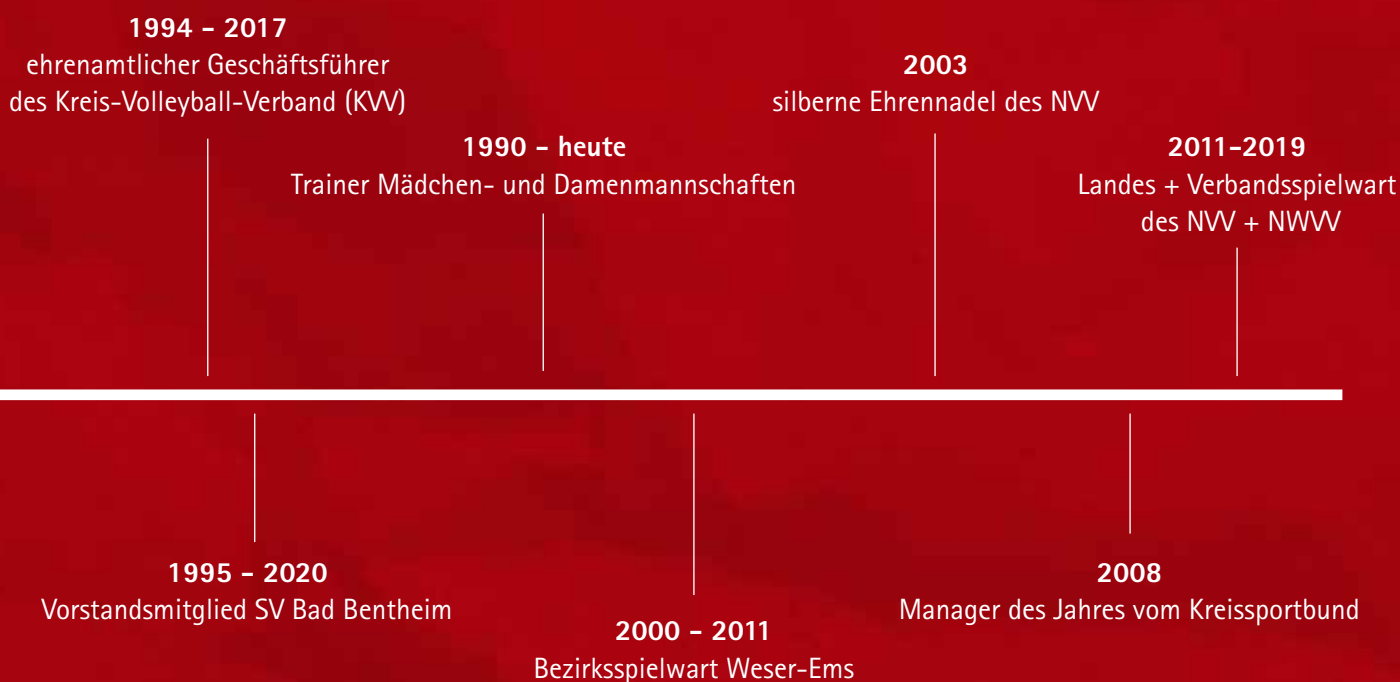 1994 - 2017
ehrenamtlicher Geschäftsführer
des Kreis-Volleyball-Verband (KVV)
1990 - heute
Trainer Mädchen- und Damenmannschaften
2003
silberne Ehrennadel des NVV
2011-2019
Landes + Verbandsspielwart
des NVV + NWVV
1995 - 2020
Vorstandsmitglied SV Bad Bentheim
2000 - 2011
Bezirksspielwart Weser-Ems
2008
Manager des Jahres vom Kreissportbund